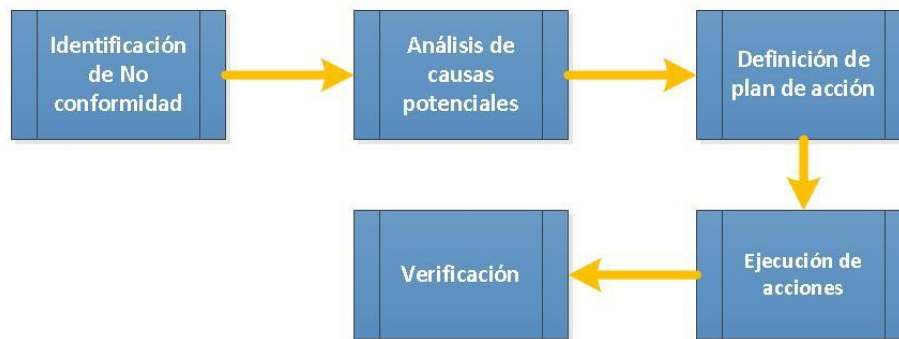 Identificación
de No
conformidad
Análisis de
causas
potenciales
Definición de
plan de acción
Ejecución de
acciones
Verificación